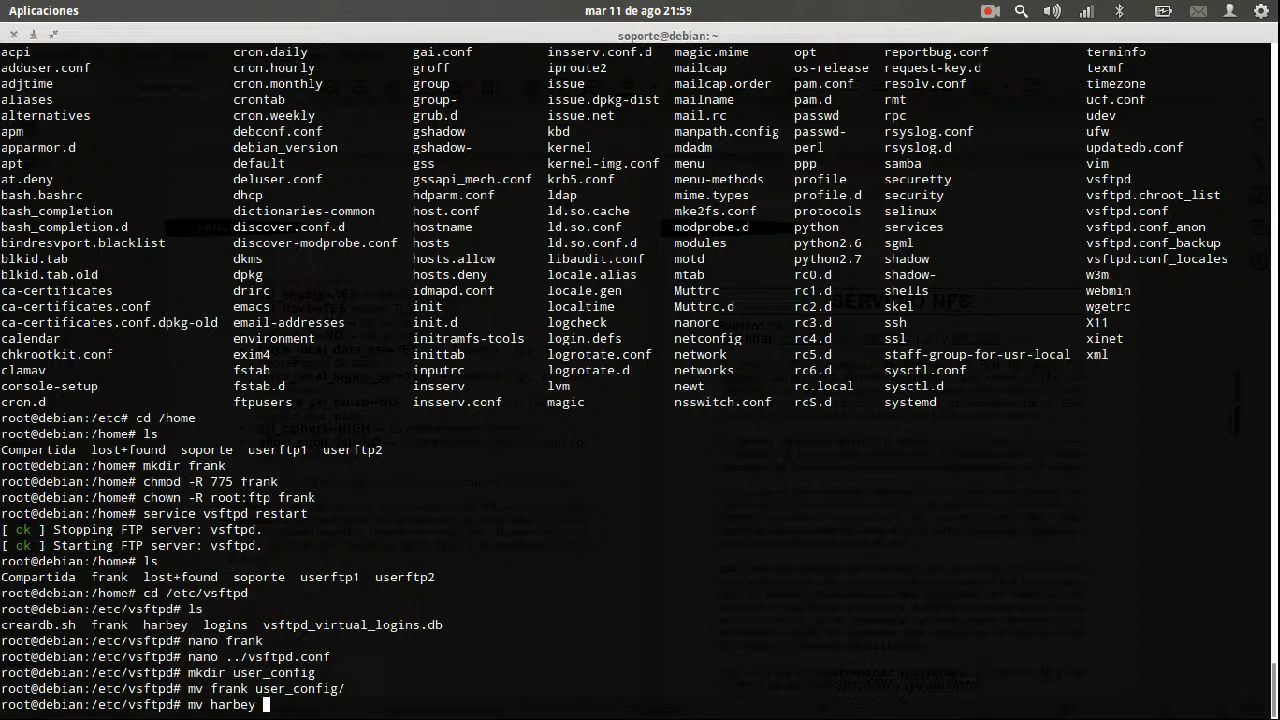 Aplicaciones mar 11 de ago 21:59
soporte@debian: ~
acpi cron.daily gai.conf insserv.conf.d magic.mime opt reportbug.conf terminfo
adduser.conf cron.hourly groff iproute2 mailcap os-release request-key.d texmf
adjtime cron.monthly group issue mailcap.order pam.conf resolv.conf timezone
aliases crontab group- issue.dpkg-dist mailname pam.d rmt ucf.conf
alternatives cron.weekly grub.d issue.net mail.rc passwd rpc udev
apm debconf.conf gshadow kbd manpath.config passwd- rsyslog.conf ufw
apparmor.d debian_version gshadow- kernel mdadm perl rsyslog.d updatedb.conf
apt default gss kernel-img.conf menu ppp samba vim
at.deny deluser.conf gssapi_mech.conf krb5.conf menu-methods profile securetty vsftpd
bash.bashrc dhcp hdparm.conf ldap mime.types profile.d security vsftpd.chroot_list
bash_completion dictionaries-common host.conf ld.so.cache mke2fs.conf protocols selinux vsftpd.conf
bash_completion.d discover.conf.d hostname ld.so.conf modprobe.d python services vsftpd.conf_anon
bindresvport.blacklist discover-modprobe.conf hosts ld.so.conf.d modules python2.6 sgml vsftpd.conf_backup
blkid.tab dkms hosts.allow libaudit.conf motd python2.7 shadow vsftpd.conf_locales
blkid.tab.old dpkg hosts.deny locale.alias mtab rc0.d shadow- w3m
ca-certificates drirc idmapd.conf locale.gen Muttrc rc1.d shells webmin
ca-certificates.conf emacs init localtime Muttrc.d rc2.d skel wgetrc
ca-certificates.conf.dpkg-old email-addresses init.d logcheck nanorc rc3.d ssh X11
calendar environment initramfs-tools login.defs netconfig rc4.d ssl xinet
chkrootkit.conf exim4 inittab logrotate.conf network rc5.d staff-group-for-usr-local xml
clamav fstab inputrc logrotate.d networks rc6.d sysctl.conf
console-setup fstab.d insserv lvm newt rc.local sysctl.d
cron.d ftpusers insserv.conf magic nsswitch.conf rcS.d systemd
root@debian:/etc# cd /home
root@debian:/home# ls
Compartida lost+found soporte userftp1 userftp2
root@debian:/home# mkdir frank
root@debian:/home# chmod -R 775 frank
root@debian:/home# chown -R root:ftp frank
root@debian:/home# service vsftpd restart
[ ok ] Stopping FTP server: vsftpd.
[ ok ] Starting FTP server: vsftpd.
root@debian:/home# ls
Compartida frank lost+found soporte userftp1 userftp2
root@debian:/home# cd /etc/vsftpd
root@debian:/etc/vsftpd# ls
creardb.sh frank harbey logins vsftpd_virtual_logins.db
root@debian:/etc/vsftpd# nano frank
root@debian:/etc/vsftpd# nano ../vsftpd.conf
root@debian:/etc/vsftpd# mkdir user_config
root@debian:/etc/vsftpd# mv frank user_config/
root@debian:/etc/vsftpd# mv harbey